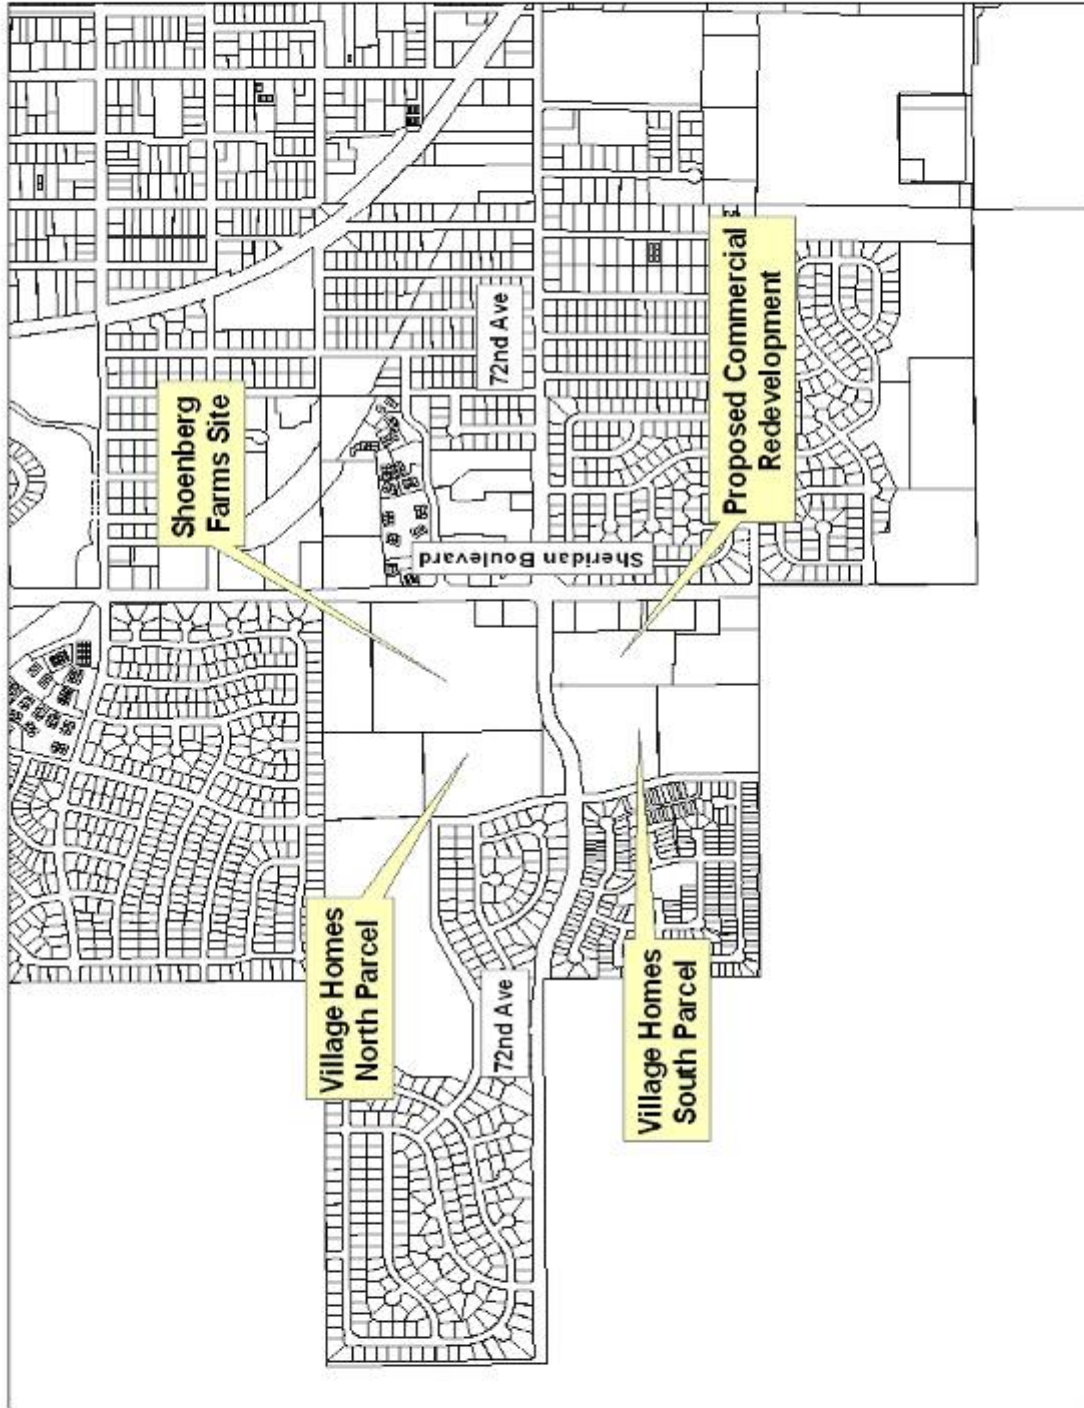 Shoenberg
Farms Site
Village Homes
North Parcel
72nd Ave
72nd Ave
Sheridan Boulevard
Village Homes
South Parcel
Proposed Commercial
Redevelopment